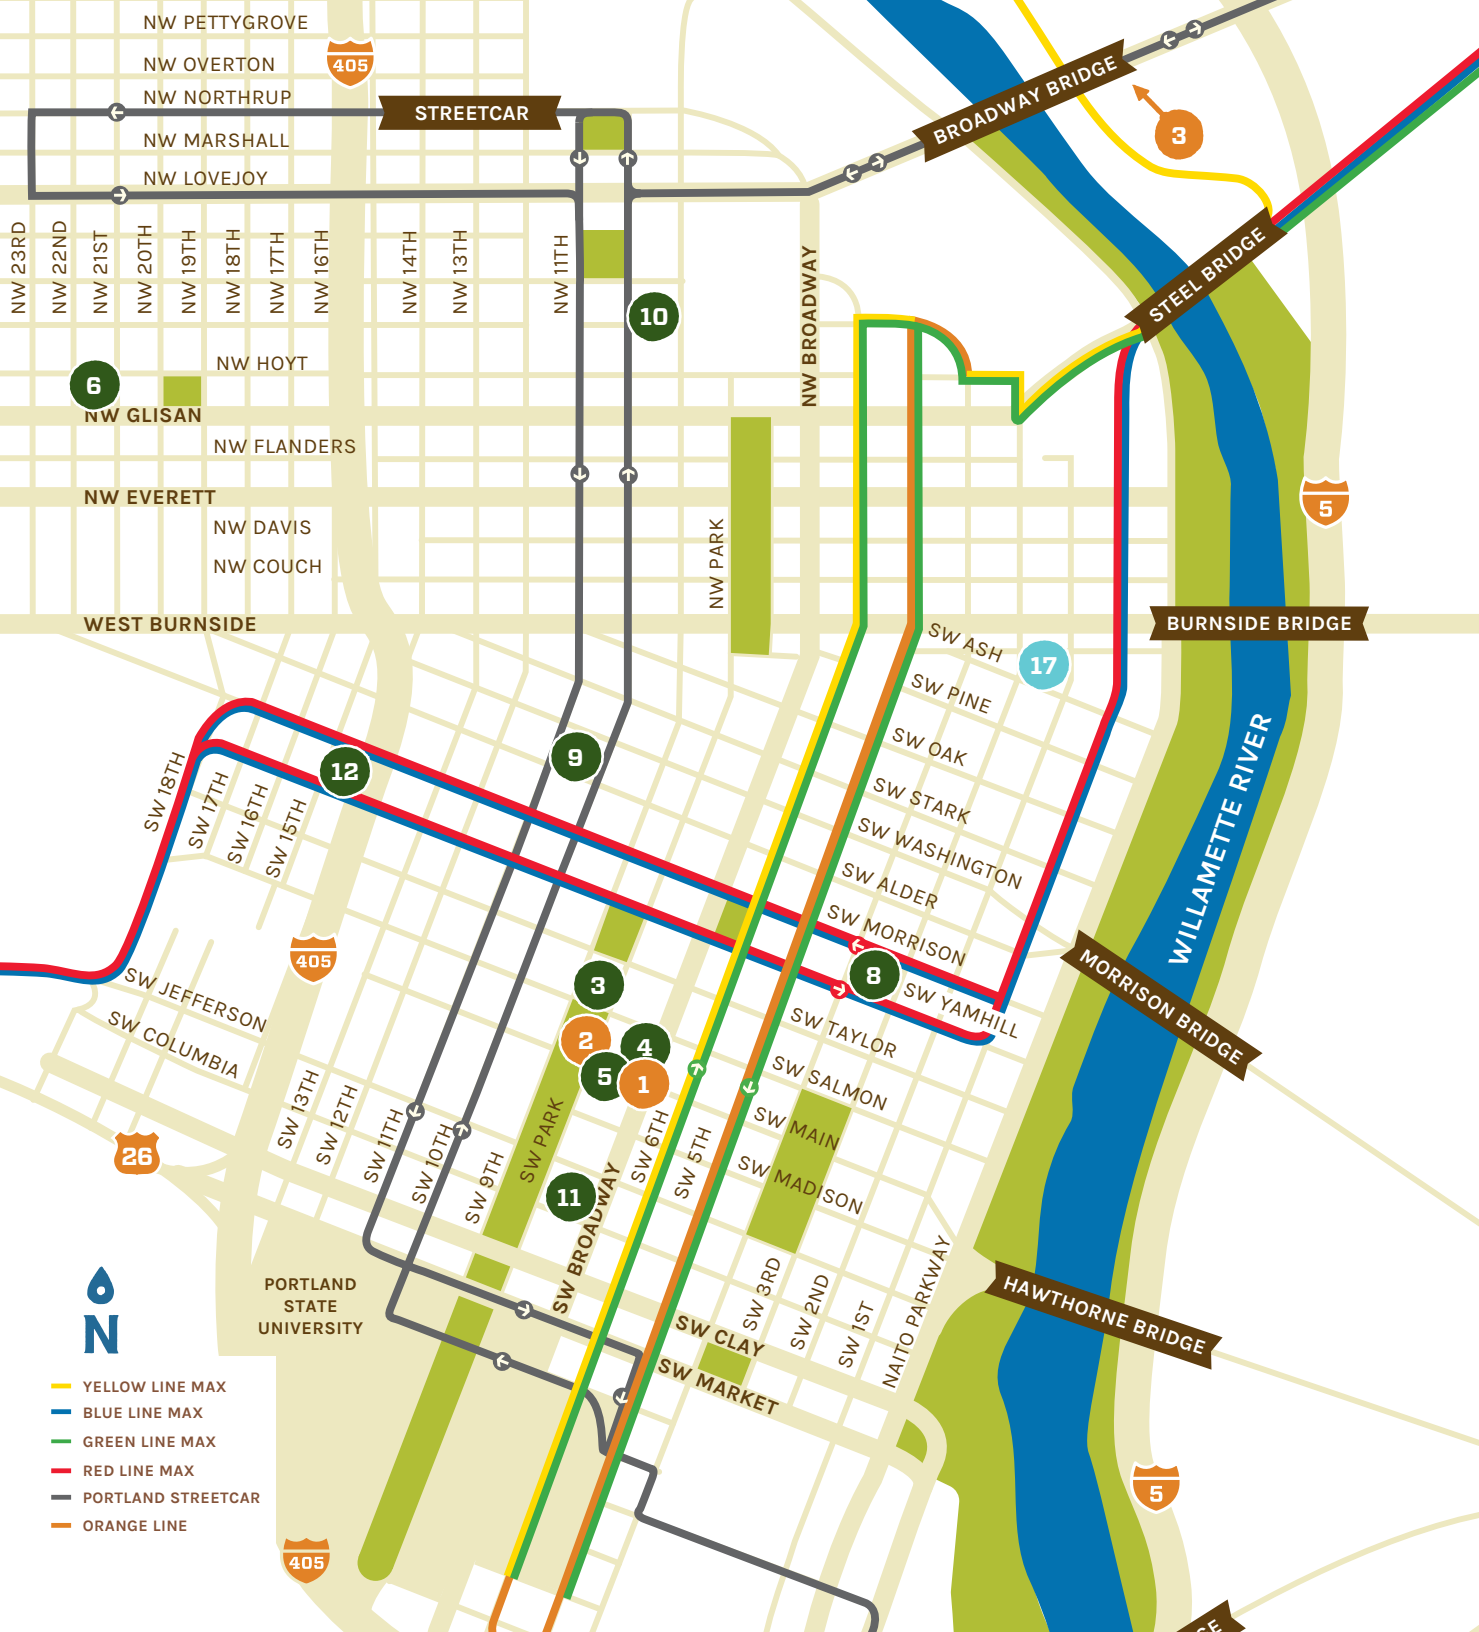 NW PETTYGROVE
405
NW OVERTON
NW NORTHRUP
STREETCAR
NW MARSHALL
NW LOVEJOY
BROADWAY BRIDGE
3
NW 23RD
NW 22ND
NW 21ST
NW 20TH
NW 19TH
NW 18TH
NW 17TH
NW 16TH
NW 14TH
NW 13TH
NW 11TH
NW BROADWAY
STEEL BRIDGE
10
NW HOYT
6
NW GLISAN
NW FLANDERS
NW EVERETT
5
NW DAVIS
NW PARK
NW COUCH
WEST BURNSIDE
BURNSIDE BRIDGE
SW ASH
17
SW PINE
SW OAK
SW STARK
SW WASHINGTON
SW ALDER
SW MORRISON
WILLAMETTE RIVER
9
12
SW 18TH
SW 17TH
SW 16TH
SW 15TH
405
8
SW YAMHILL
MORRISON BRIDGE
SW JEFFERSON
SW COLUMBIA
3
2
4
5
1
SW TAYLOR
SW SALMON
SW MAIN
SW MADISON
26
SW 13TH
SW 12TH
SW 11TH
SW 10TH
SW 9TH
SW PARK
11
SW BROADWAY
SW 6TH
SW 5TH
SW 3RD
SW 2ND
SW 1ST
NAITO PARKWAY
HAWTHORNE BRIDGE
PORTLAND
STATE
UNIVERSITY
SW CLAY
SW MARKET
N
YELLOW LINE MAX
BLUE LINE MAX
GREEN LINE MAX
RED LINE MAX
PORTLAND STREETCAR
ORANGE LINE
5
405